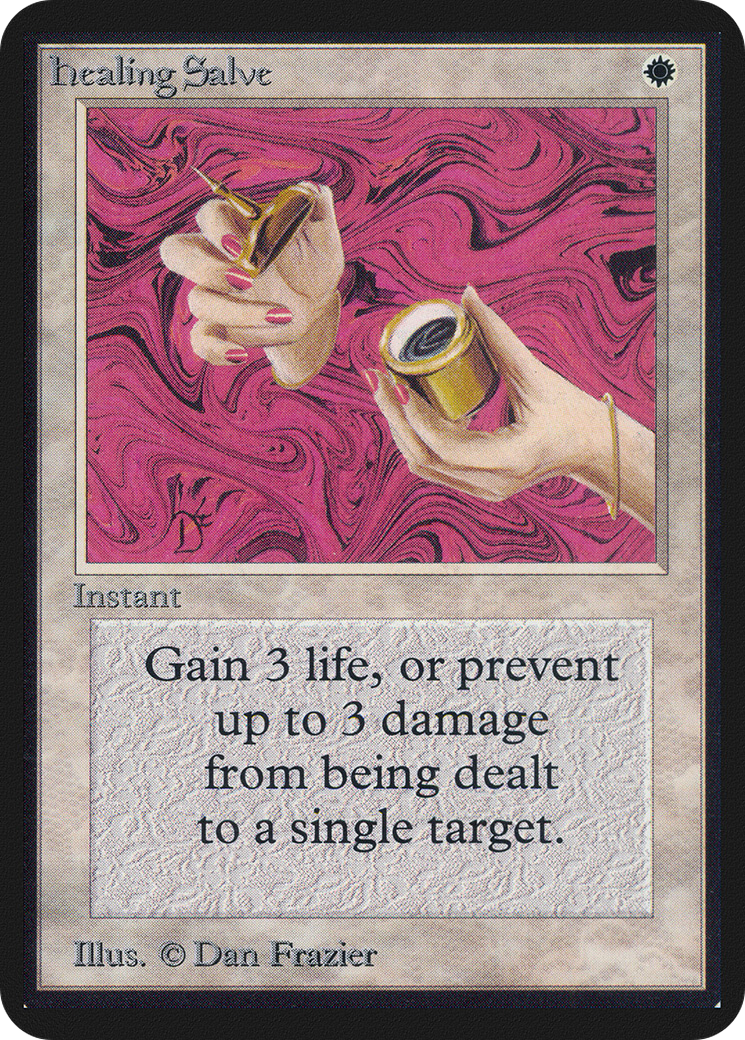 Healing Salve
DF
Instant
Gain 3 life, or prevent
up to 3 damage
from being dealt
to a single target.
Illus. © Dan Frazier